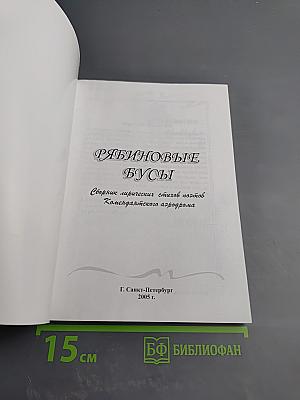 РЯБИНОВЫЕ
БУСЫ
Сборник лирических стихов поэтов
Комендантского аэродрома
Г. Санкт-Петербург
2005 г.
15 см
БФ БИБЛИОФАН